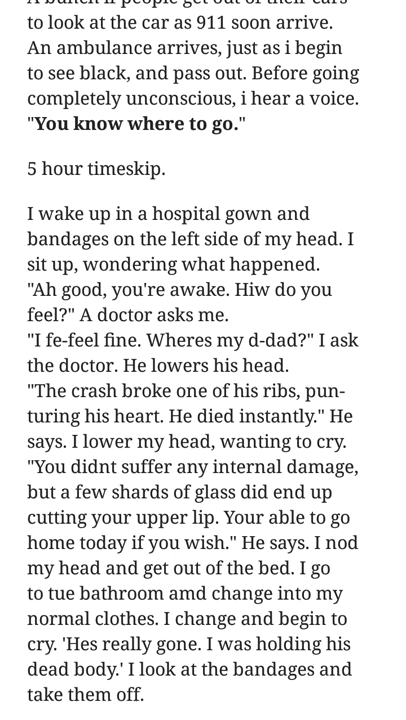 A bunch if people get out of their cars
to look at the car as 911 soon arrive.
An ambulance arrives, just as i begin
to see black, and pass out. Before going
completely unconscious, i hear a voice.
"You know where to go."
5 hour timeskip.
I wake up in a hospital gown and
bandages on the left side of my head. I
sit up, wondering what happened.
"Ah good, you're awake. Hiw do you
feel?" A doctor asks me.
"I fe-feel fine. Wheres my d-dad?" I ask
the doctor. He lowers his head.
"The crash broke one of his ribs, pun-
turing his heart. He died instantly." He
says. I lower my head, wanting to cry.
"You didnt suffer any internal damage,
but a few shards of glass did end up
cutting your upper lip. Your able to go
home today if you wish." He says. I nod
my head and get out of the bed. I go
to tue bathroom amd change into my
normal clothes. I change and begin to
cry. 'Hes really gone. I was holding his
dead body.' I look at the bandages and
take them off.